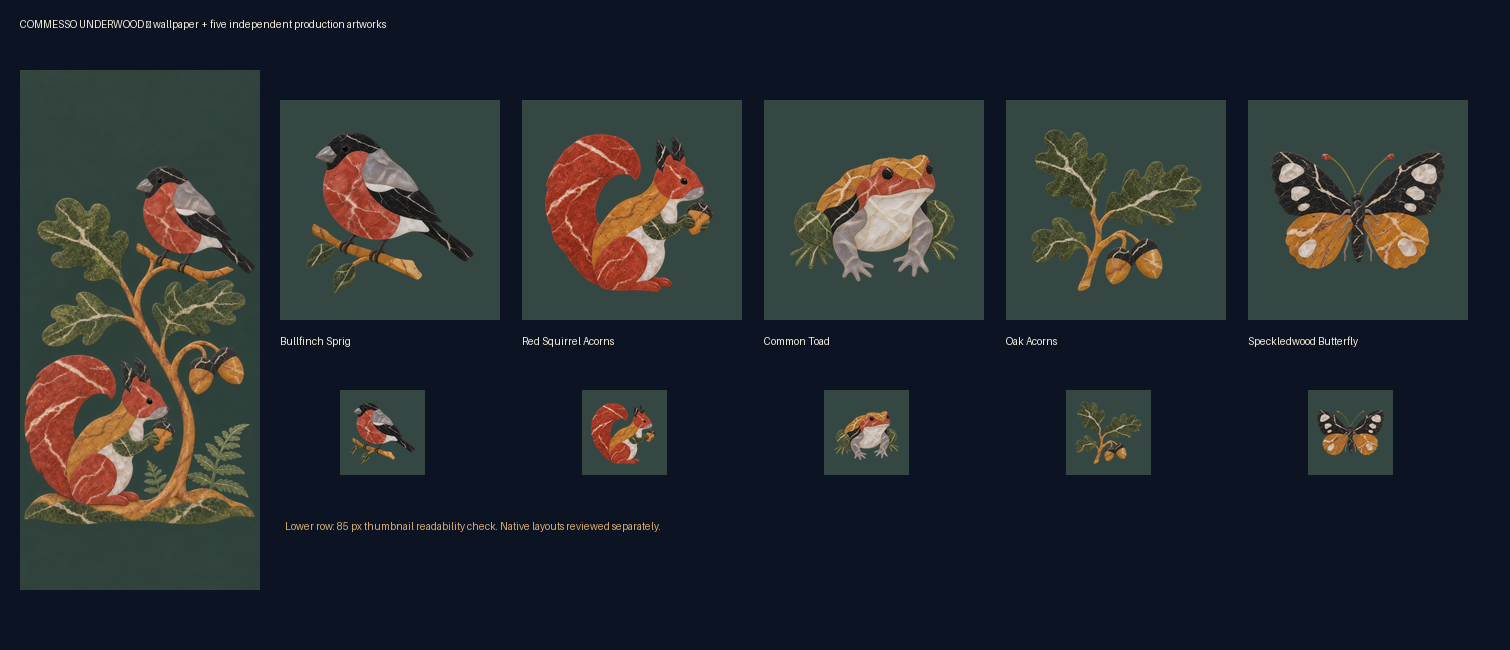 COMMESSO UNDERWOOD ☒ wallpaper + five independent production artworks
Bullfinch Sprig
Red Squirrel Acorns
Common Toad
Oak Acorns
Speckledwood Butterfly
Lower row: 85 px thumbnail readability check. Native layouts reviewed separately.